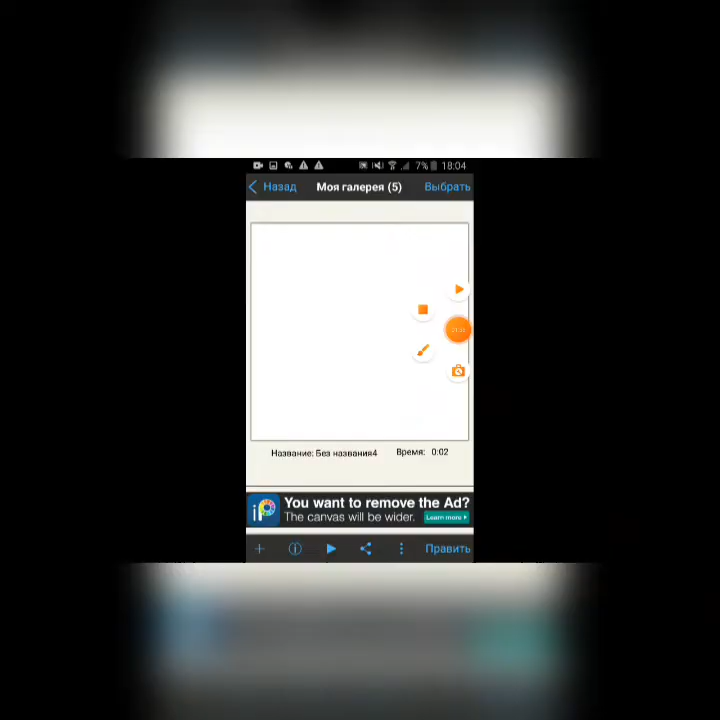 7% 18:04
Назад Моя галерея (5) Выбрать
Название: Без названия4 Время: 0:02
iP You want to remove the Ad?
The canvas will be wider. Learn more
Править